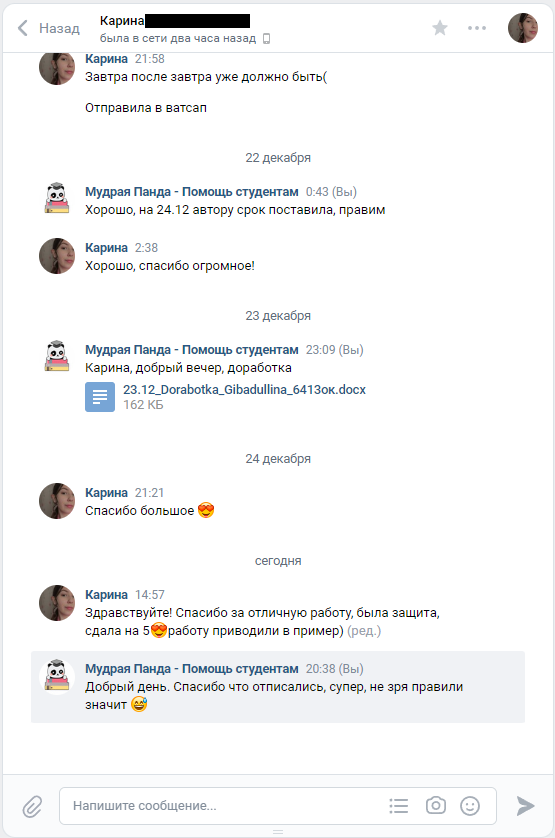 Назад
Карина
была в сети два часа назад
Карина 21:58
Завтра после завтра уже должно быть(
Отправила в ватсап
22 декабря
Мудрая Панда - Помощь студентам 0:43 (Вы)
Хорошо, на 24.12 автору срок поставила, правим
Карина 2:38
Хорошо, спасибо огромное!
23 декабря
Мудрая Панда - Помощь студентам 23:09 (Вы)
Карина, добрый вечер, доработка
23.12_Dorabotka_Gibadullina_6413ок.docx
162 КБ
24 декабря
Карина 21:21
Спасибо большое 😍
сегодня
Карина 14:57
Здравствуйте! Спасибо за отличную работу, была защита,
сдала на 5😍работу приводили в пример) (ред.)
Мудрая Панда - Помощь студентам 20:38 (Вы)
Добрый день. Спасибо что отписались, супер, не зря правили
значит 😅
Напишите сообщение...